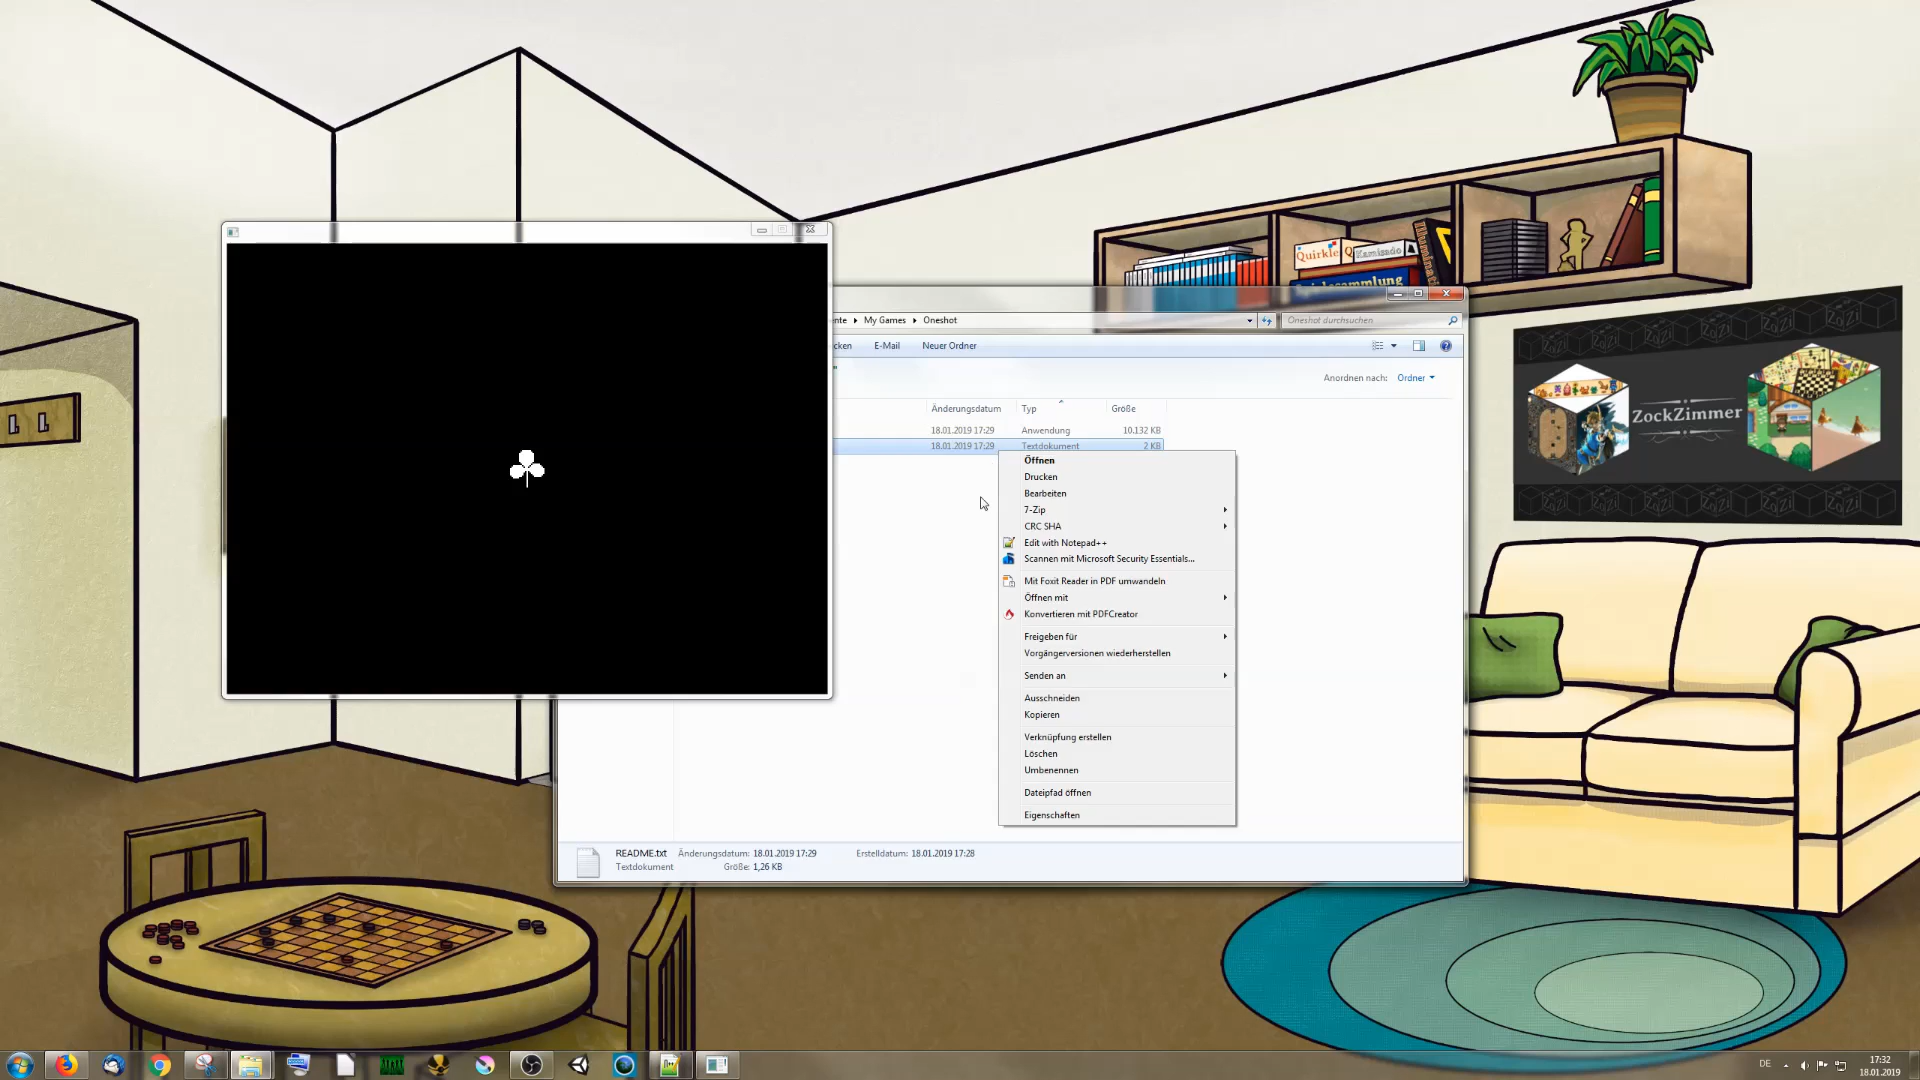 Quirkle Q Kamisado
ZockZimmer
My Games Oneshot
Oneshot durchsuchen
E-Mail Neuer Ordner
Anordnen nach: Ordner
Änderungsdatum Typ Größe
18.01.2019 17:29 Anwendung 10.132 KB
18.01.2019 17:29 Textdokument 2 KB
Öffnen
Drucken
Bearbeiten
7-Zip
CRC SHA
Edit with Notepad++
Scannen mit Microsoft Security Essentials...
Mit Foxit Reader in PDF umwandeln
Öffnen mit
Konvertieren mit PDFCreator
Freigeben für
Vorgängerversionen wiederherstellen
Senden an
Ausschneiden
Kopieren
Verknüpfung erstellen
Löschen
Umbenennen
Dateipfad öffnen
Eigenschaften
README.txt Änderungsdatum: 18.01.2019 17:29 Erstelldatum: 18.01.2019 17:28
Textdokument Größe: 1,26 KB
DE
17:32
18.01.2019